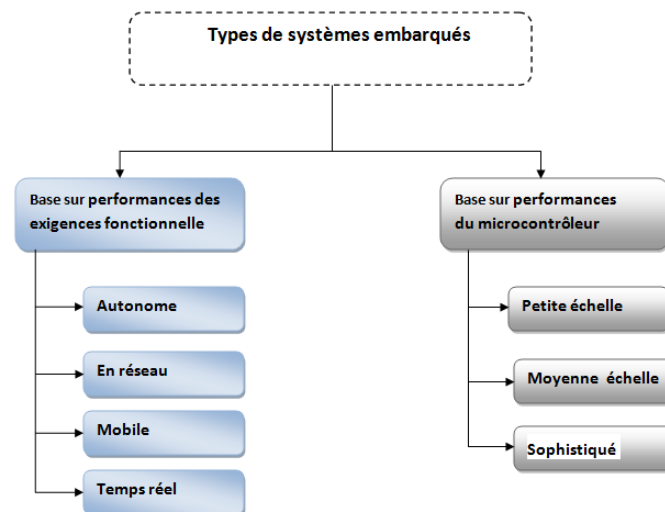 Types de systèmes embarqués
Base sur performances des
exigences fonctionnelle
Base sur performances
du microcontrôleur
Autonome
En réseau
Mobile
Temps réel
Petite échelle
Moyenne échelle
Sophistiqué